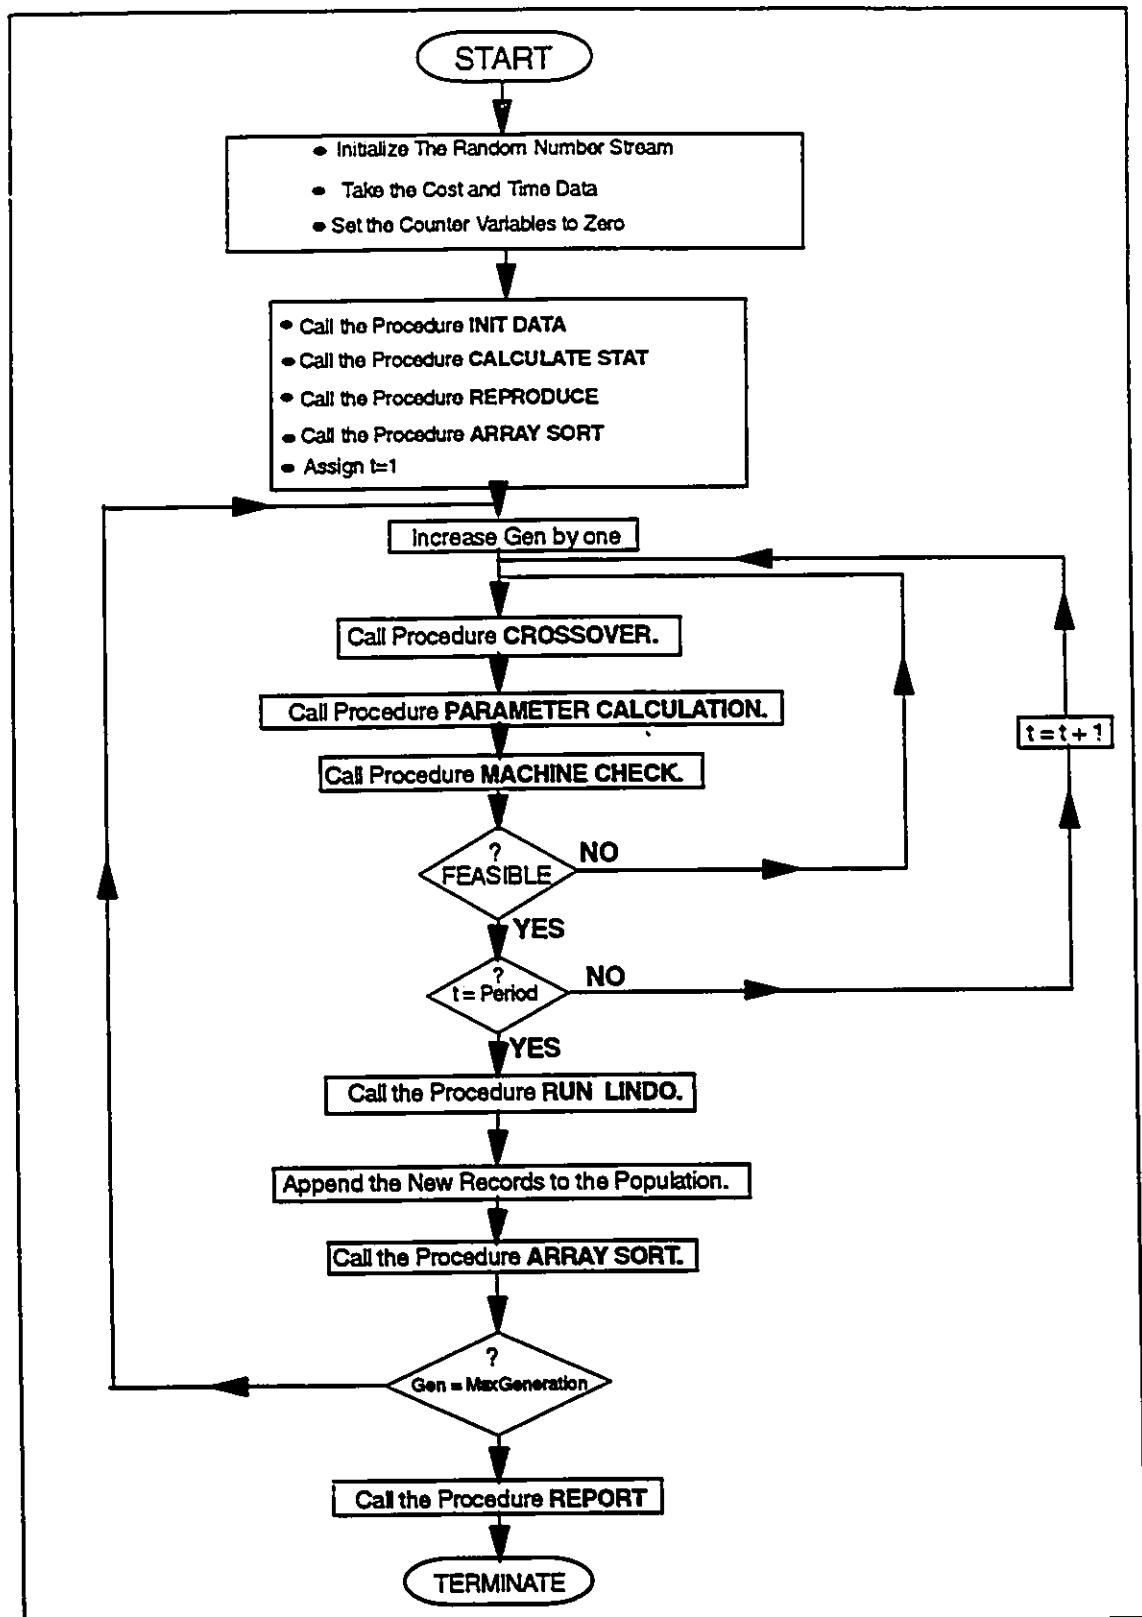 START
• Initialize The Random Number Stream
• Take the Cost and Time Data
• Set the Counter Variables to Zero
• Call the Procedure INIT DATA
• Call the Procedure CALCULATE STAT
• Call the Procedure REPRODUCE
• Call the Procedure ARRAY SORT
• Assign t=1
Increase Gen by one
Call Procedure CROSSOVER.
Call Procedure PARAMETER CALCULATION.
t = t + 1
Call Procedure MACHINE CHECK.
?
FEASIBLE
NO
YES
?
t = Period
NO
YES
Call the Procedure RUN LINDO.
Append the New Records to the Population.
Call the Procedure ARRAY SORT.
?
Gen = MaxGeneration
Call the Procedure REPORT
TERMINATE